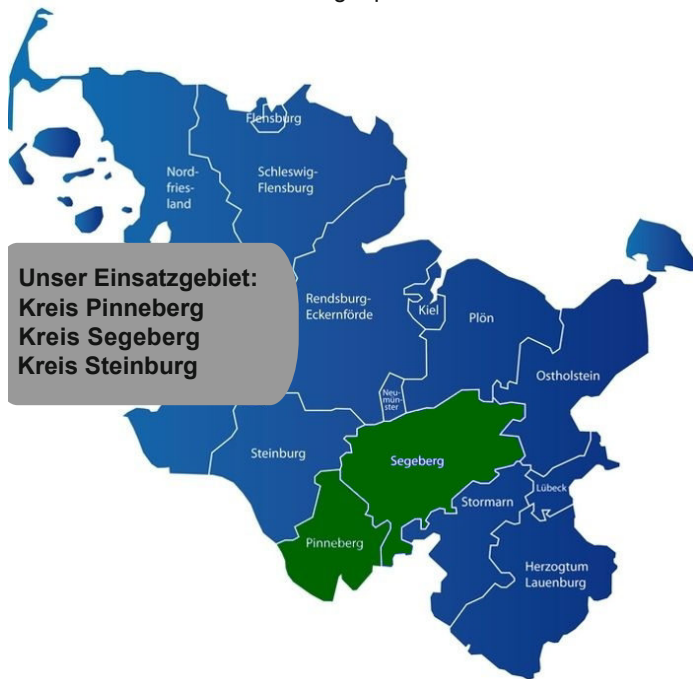 Flensburg
Nord-
fries-
land
Schleswig-
Flensburg
Unser Einsatzgebiet:
Kreis Pinneberg
Kreis Segeberg
Kreis Steinburg
Rendsburg-
Eckernförde
Kiel
Plön
Ostholstein
Neu-
mün-
ster
Steinburg
Segeberg
Lübeck
Stormarn
Pinneberg
Herzogtum
Lauenburg